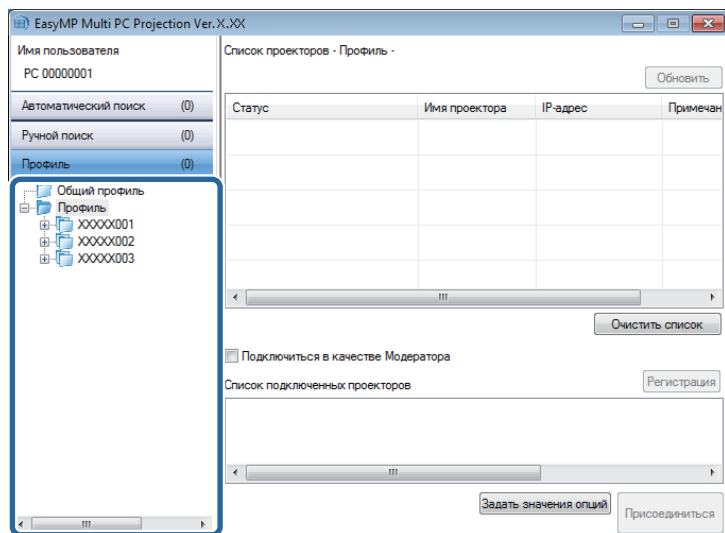 EasyMP Multi PC Projection Ver.X.XX
Имя пользователя
PC 00000001
Автоматический поиск (0)
Ручной поиск (0)
Профиль (0)
Общий профиль
Профиль
XXXXX001
XXXXX002
XXXXX003
Список проекторов - Профиль -
Обновить
Статус Имя проектора IP-адрес Примечан
Очистить список
Подключиться в качестве Модератора
Список подключенных проекторов
Регистрация
Задать значения опций
Присоединиться